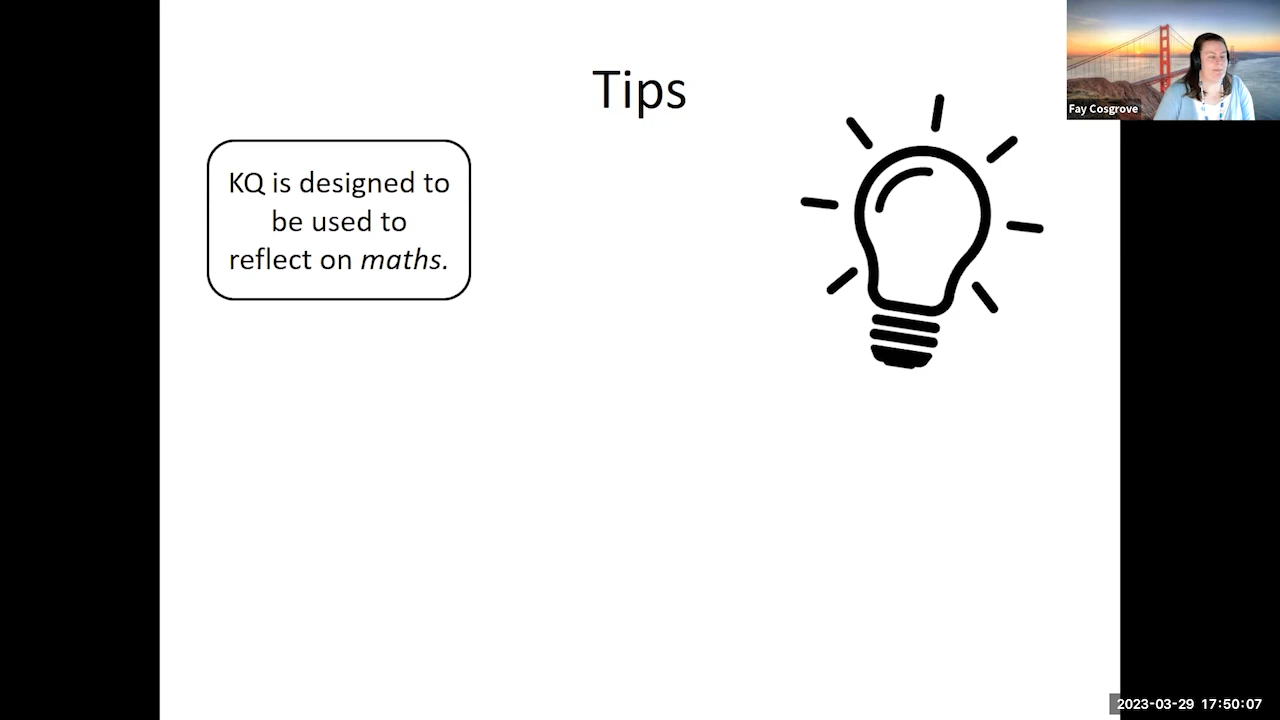 Tips
KQ is designed to
be used to
reflect on maths.
Fay Cosgrove
2023-03-29 17:50:07